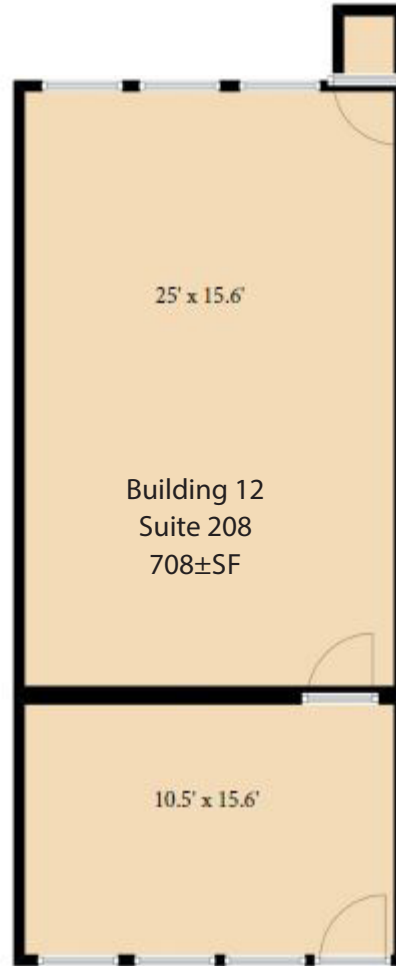 25' x 15.6'
Building 12
Suite 208
708±SF
10.5' x 15.6'